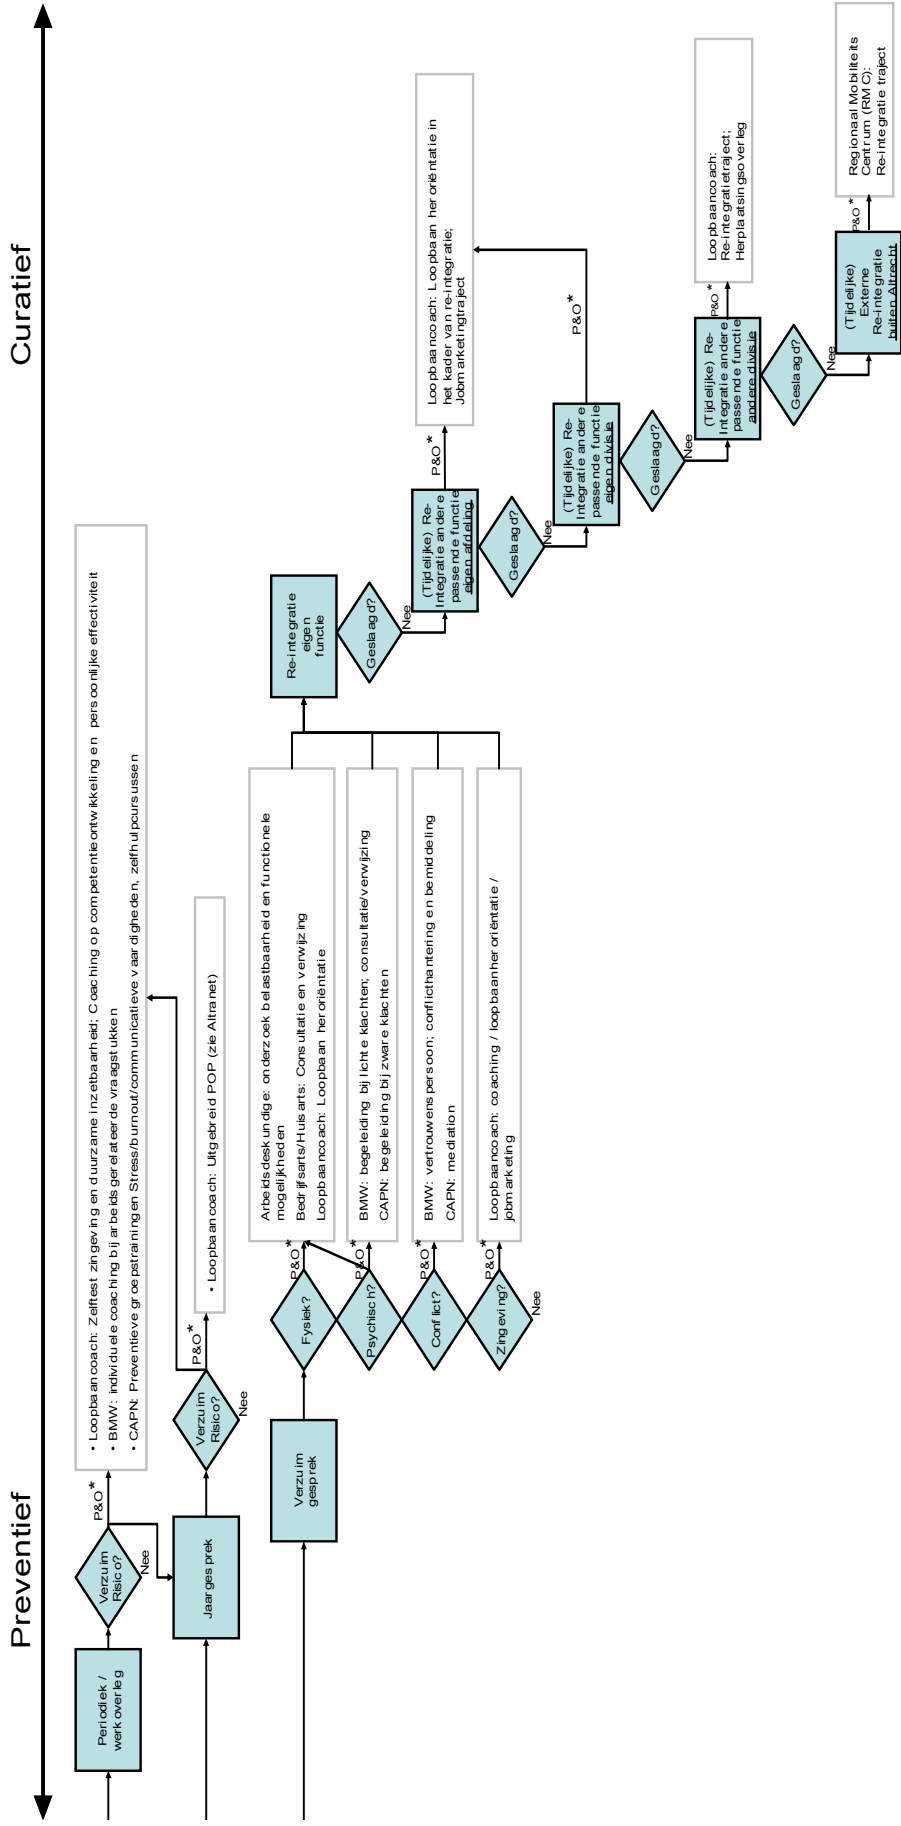 Preventief
Curatief
Periodiek /
werkoverleg
Verzuim
Risico?
Nee
P&O*
• Loopbaancoach: Zelftest zingeving en duurzame inzetbaarheid; Coaching op competentieontwikkeling en persoonlijke effectiviteit
• BMW: individuele coaching bij arbeidsgerelateerde vraagstukken
• CAPN: Preventieve groepstraining en Stress/burnout/communicatieve vaardigheden, zelfhulpcursussen
Jaargesprek
Verzuim
Risico?
Nee
P&O*
• Loopbaancoach: Uitgebreid POP (zie Altranet)
Verzuim
gesprek
Fysiek?
P&O*
Arbeidsdeskundige: onderzoek belastbaarheid en functionele
mogelijkheden
Bedrijfsarts/Huisarts: Consultatie en verwijzing
Loopbaancoach: Loopbaan heroriëntatie
Psychisch?
P&O*
BMW: begeleiding bij lichte klachten; consultatie/verwijzing
CAPN: begeleiding bij zware klachten
Conflict?
P&O*
BMW: vertrouwenspersoon; conflicthantering en bemiddeling
CAPN: mediation
Zingeving?
Nee
P&O*
Loopbaancoach: coaching / loopbaanheroriëntatie /
jobmarketing
Re-integratie
eigen
functie
Geslaagd?
Nee
(Tijdelijke) Re-
Integratie andere
passende functie
eigen afdeling
P&O*
Loopbaancoach: Loopbaan heroriëntatie in
het kader van re-integratie;
Jobmarketingtraject
Geslaagd?
Nee
(Tijdelijke) Re-
Integratie andere
passende functie
eigen divisie
P&O*
Geslaagd?
Nee
(Tijdelijke) Re-
Integratie andere
passende functie
andere divisie
P&O*
Loopbaancoach:
Re-integratietraject;
Herplaatsingsoverleg
Geslaagd?
Nee
(Tijdelijke)
Externe
Re-integratie
buiten Altrecht
P&O*
Regionaal Mobiliteits
Centrum (RMC):
Re-integratie traject